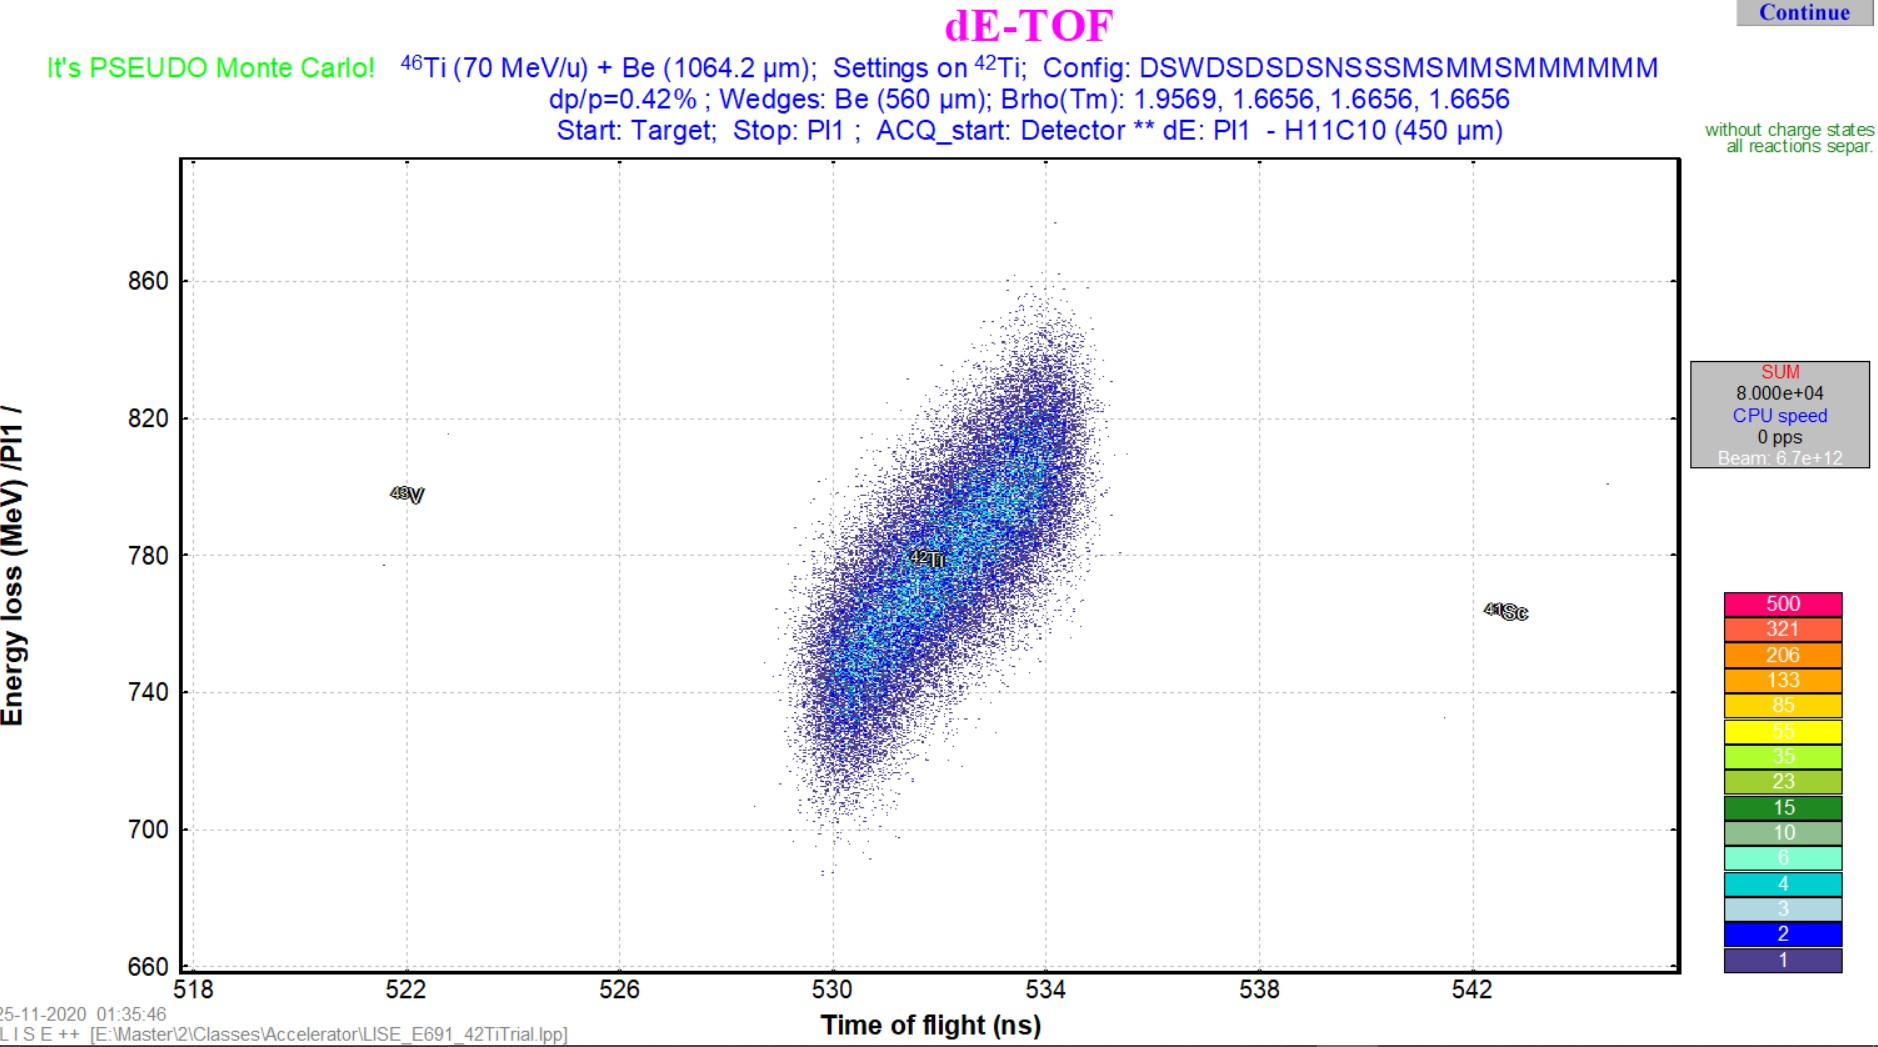 dE-TOF
Continue
It's PSEUDO Monte Carlo! ⁴⁶Ti (70 MeV/u) + Be (1064.2 µm); Settings on ⁴²Ti; Config: DSWDSDSDSNSSSMSMMSMMMMMM
dp/p=0.42% ; Wedges: Be (560 µm); Brho(Tm): 1.9569, 1.6656, 1.6656, 1.6656
Start: Target; Stop: PI1 ; ACQ_start: Detector ** dE: PI1 - H11C10 (450 µm)
without charge states
all reactions separ.
Energy loss (MeV) /PI1 /
860
820
780
740
700
660
⁴³V
⁴²Ti
⁴¹Sc
SUM
8.000e+04
CPU speed
0 pps
Beam: 6.7e+12
500
321
206
133
85
55
35
23
15
10
6
4
3
2
1
518 522 526 530 534 538 542
Time of flight (ns)
25-11-2020 01:35:46
L I S E ++ [E:\Master\2\Classes\Accelerator\LISE_E691_42TiTrial.lpp]